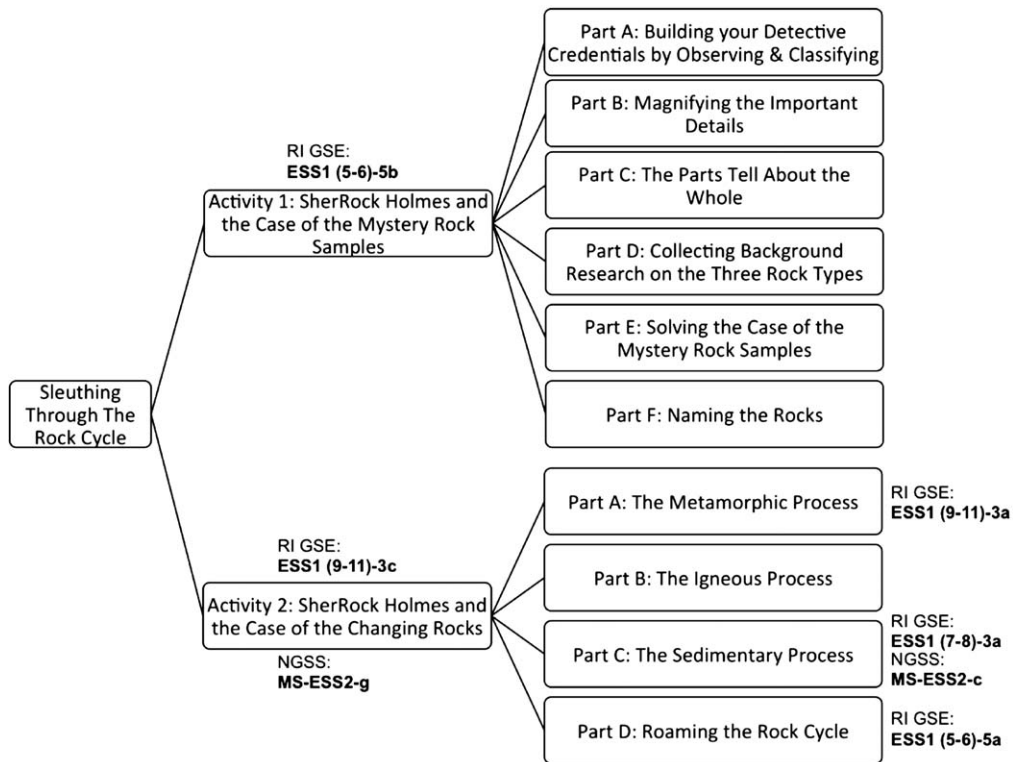 Part A: Building your Detective
Credentials by Observing & Classifying
Part B: Magnifying the Important
Details
RI GSE:
ESS1 (5-6)-5b
Activity 1: SherRock Holmes and
the Case of the Mystery Rock
Samples
Part C: The Parts Tell About the
Whole
Part D: Collecting Background
Research on the Three Rock Types
Part E: Solving the Case of the
Mystery Rock Samples
Part F: Naming the Rocks
Sleuthing
Through The
Rock Cycle
Part A: The Metamorphic Process
RI GSE:
ESS1 (9-11)-3a
RI GSE:
ESS1 (9-11)-3c
Activity 2: SherRock Holmes and
the Case of the Changing Rocks
NGSS:
MS-ESS2-g
Part B: The Igneous Process
Part C: The Sedimentary Process
RI GSE:
ESS1 (7-8)-3a
NGSS:
MS-ESS2-c
Part D: Roaming the Rock Cycle
RI GSE:
ESS1 (5-6)-5a